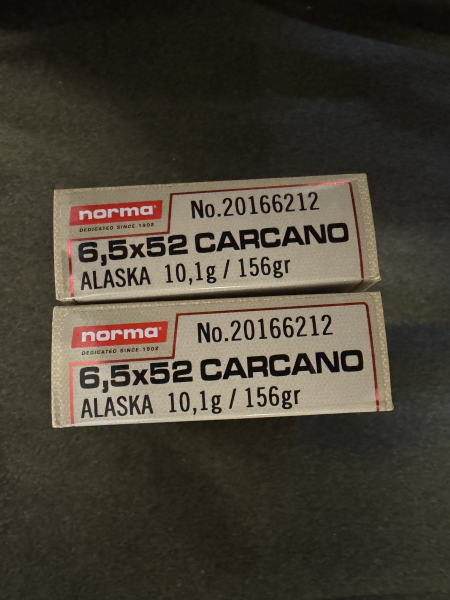 norma
No.20166212
DEDICATED SINCE 1902
6,5x52 CARCANO
ALASKA 10,1g / 156gr
norma
No.20166212
DEDICATED SINCE 1902
6,5x52 CARCANO
ALASKA 10,1g / 156gr